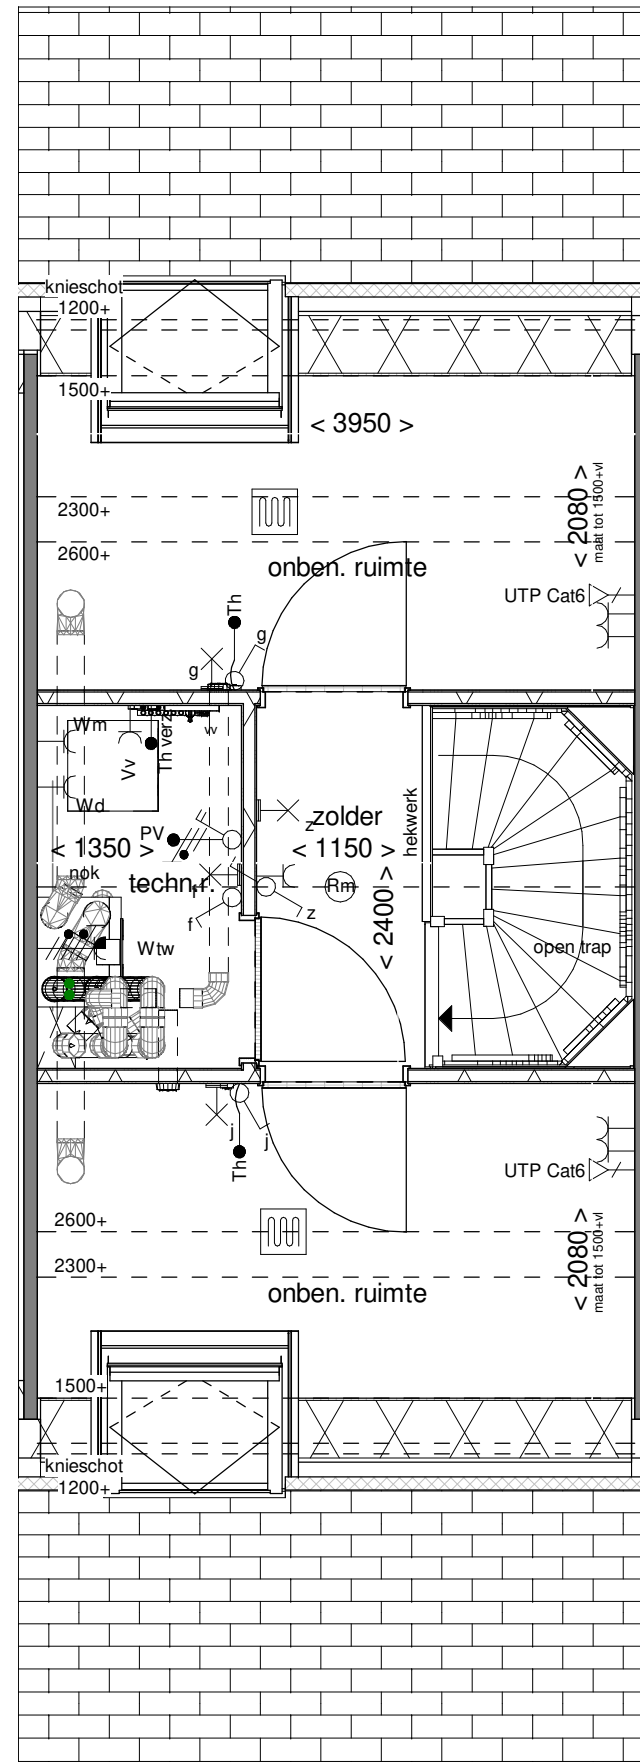 knieschot
1200+
1500+
< 3950 >
2300+
2600+
< 2080 >
maat tot 1500+vl
onben. ruimte
UTP Cat6
Th
g
g
Wm
Vv
Th verz
vv
Wd
z
zolder
PV
< 1350 >
< 1150 >
hekwerk
nok
techn.r.
f
Rm
f
z
< 2400 >
Wtw
open trap
j
j
Th
UTP Cat6
2600+
2300+
< 2080 >
maat tot 1500+vl
onben. ruimte
1500+
knieschot
1200+